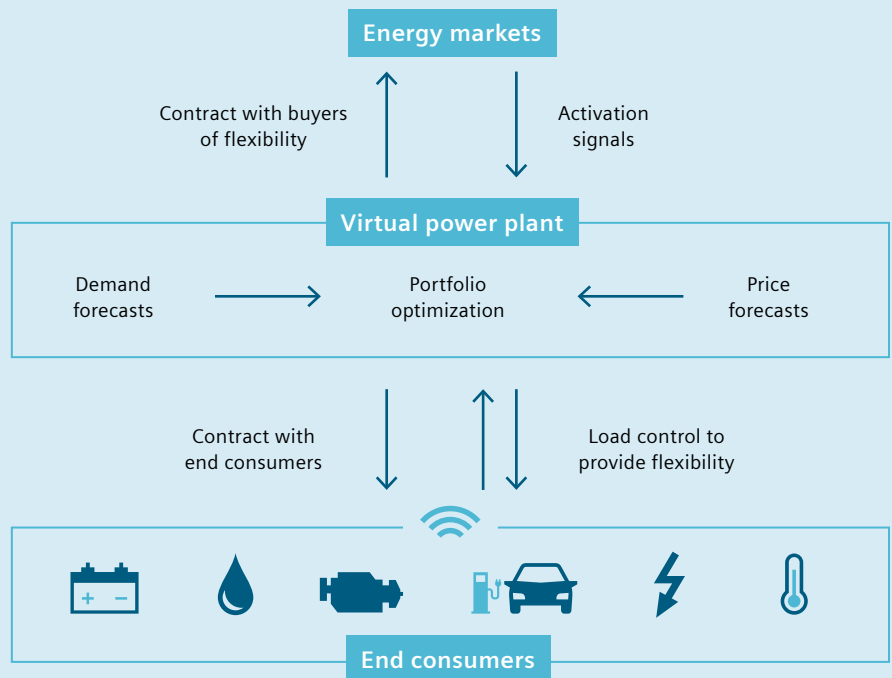 Energy markets
Contract with buyers
of flexibility
Activation
signals
Virtual power plant
Demand
forecasts
Portfolio
optimization
Price
forecasts
Contract with
end consumers
Load control to
provide flexibility
+ −
End consumers